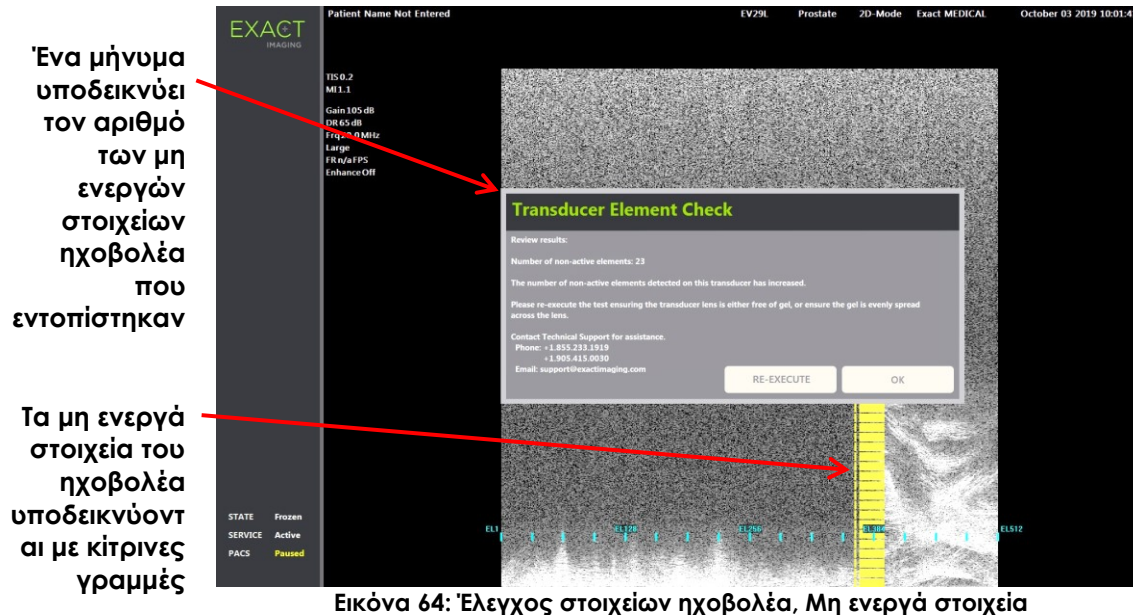 Ένα μήνυμα
υποδεικνύει
τον αριθμό
των μη
ενεργών
στοιχείων
ηχοβολέα
που
εντοπίστηκαν
Τα μη ενεργά
στοιχεία του
ηχοβολέα
υποδεικνύοντ
αι με κίτρινες
γραμμές
EXACT
IMAGING
Patient Name Not Entered EV29L Prostate 2D-Mode Exact MEDICAL October 03 2019 10:01:4
TIS 0.2
MI 1.1
Gain 105 dB
DR 65 dB
Frq 29.0 MHz
Large
FR n/a FPS
Enhance Off
Transducer Element Check
Review results:
Number of non-active elements: 23
The number of non-active elements detected on this transducer has increased.
Please re-execute the test ensuring the transducer lens is either free of gel, or ensure the gel is evenly spread
across the lens.
Contact Technical Support for assistance.
Phone: +1.855.233.1919
+1.905.415.0030
Email: support@exactimaging.com
RE-EXECUTE OK
STATE Frozen
SERVICE Active
PACS Paused
EL1 EL128 EL256 EL384 EL512
Εικόνα 64: Έλεγχος στοιχείων ηχοβολέα, Μη ενεργά στοιχεία